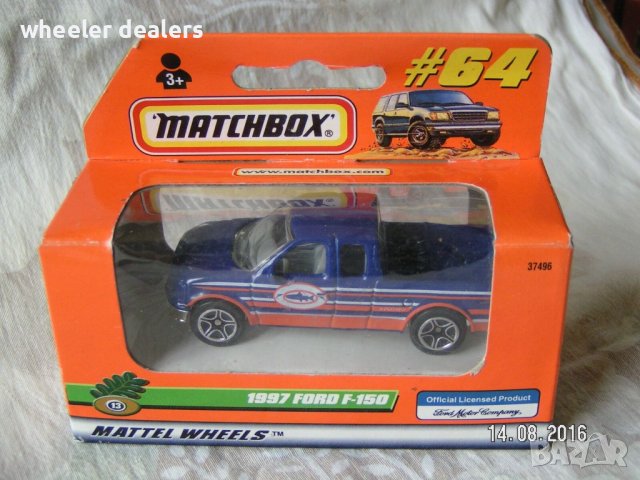 wheeler dealers
3+
#64
'MATCHBOX'®
www.matchbox.com
37496
1997 FORD F-150
13
Official Licensed Product
Ford Motor Company
MATTEL WHEELS™
14.08.2016